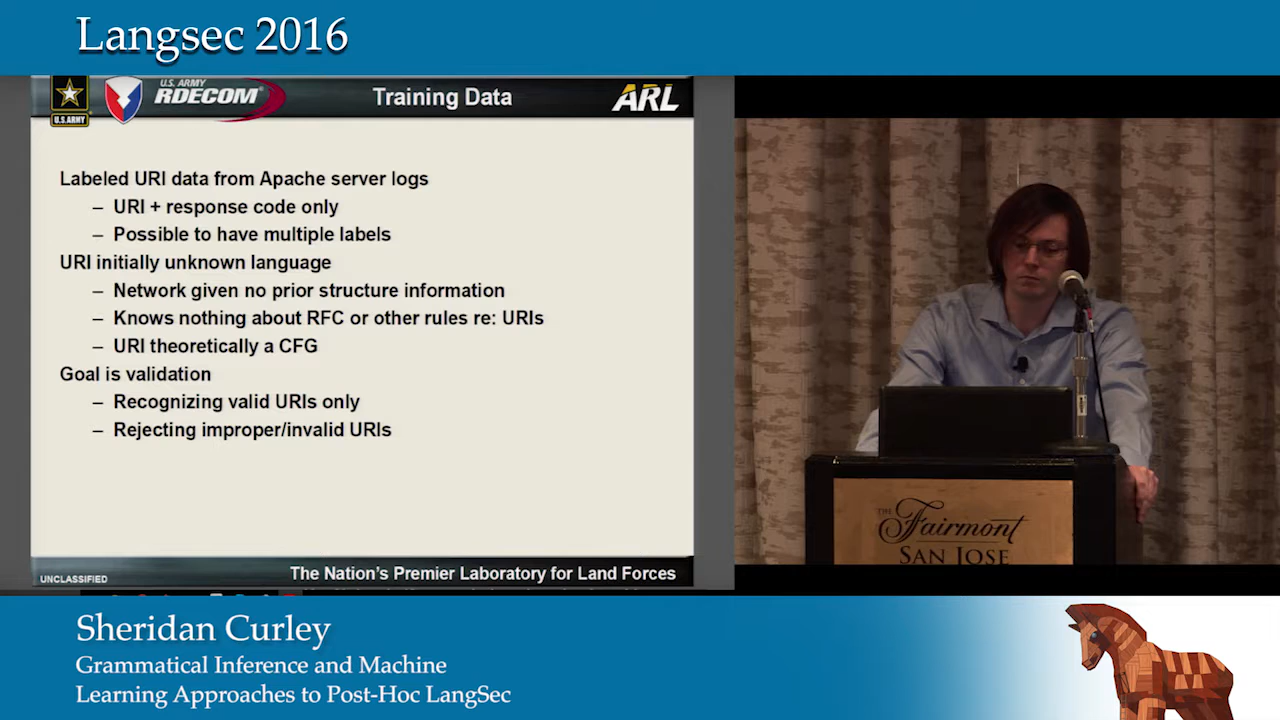 Langsec 2016
U.S. ARMY
RDECOM
U.S.ARMY
Training Data
ARL
Labeled URI data from Apache server logs
– URI + response code only
– Possible to have multiple labels
URI initially unknown language
– Network given no prior structure information
– Knows nothing about RFC or other rules re: URIs
– URI theoretically a CFG
Goal is validation
– Recognizing valid URIs only
– Rejecting improper/invalid URIs
UNCLASSIFIED
The Nation's Premier Laboratory for Land Forces
THE
Fairmont
SAN JOSE
Sheridan Curley
Grammatical Inference and Machine
Learning Approaches to Post-Hoc LangSec